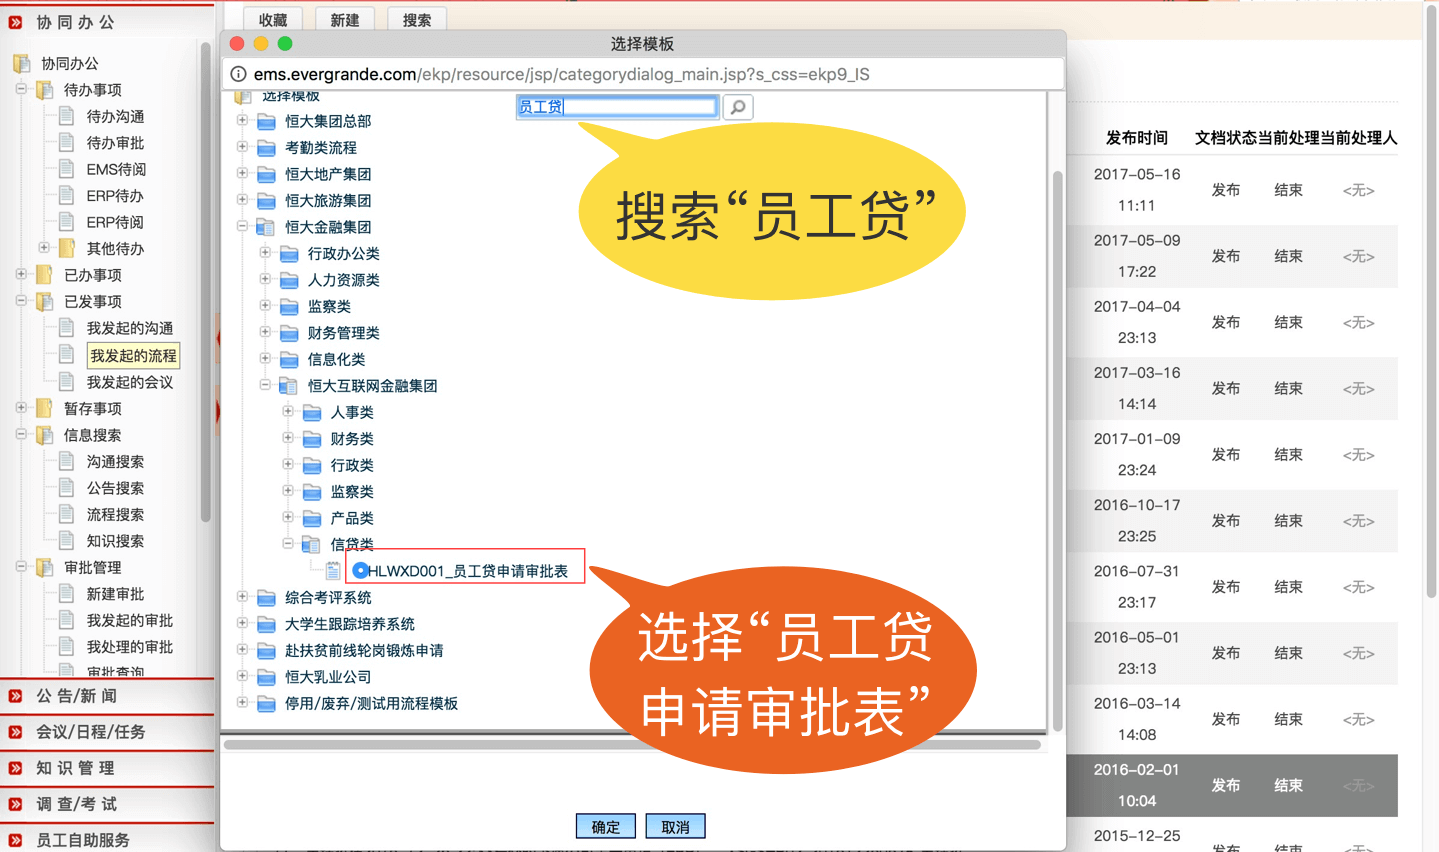 协 同 办 公
收藏
新建
搜索
选择模板
ems.evergrande.com/ekp/resource/jsp/categorydialog_main.jsp?s_css=ekp9_IS
协同办公
待办事项
待办沟通
待办审批
EMS待阅
ERP待办
ERP待阅
其他待办
已办事项
已发事项
我发起的沟通
我发起的流程
我发起的会议
暂存事项
信息搜索
沟通搜索
公告搜索
流程搜索
知识搜索
审批管理
新建审批
我发起的审批
我处理的审批
审批查询
公 告/新 闻
会议/日程/任务
知 识 管 理
调 查/考 试
员工自助服务
选择模板
员工贷
恒大集团总部
考勤类流程
恒大地产集团
恒大旅游集团
恒大金融集团
行政办公类
人力资源类
监察类
财务管理类
信息化类
恒大互联网金融集团
人事类
财务类
行政类
监察类
产品类
信贷类
HLWXD001_员工贷申请审批表
综合考评系统
大学生跟踪培养系统
赴扶贫前线轮岗锻炼申请
恒大乳业公司
停用/废弃/测试用流程模板
搜索“员工贷”
选择“员工贷
申请审批表”
确定
取消
发布时间 文档状态当前处理当前处理人
2017-05-16
11:11 发布 结束 <无>
2017-05-09
17:22 发布 结束 <无>
2017-04-04
23:13 发布 结束 <无>
2017-03-16
14:14 发布 结束 <无>
2017-01-09
23:24 发布 结束 <无>
2016-10-17
23:25 发布 结束 <无>
2016-07-31
23:17 发布 结束 <无>
2016-05-01
23:13 发布 结束 <无>
2016-03-14
14:08 发布 结束 <无>
2016-02-01
10:04 发布 结束 <无>
2015-12-25
发布 结束 <无>